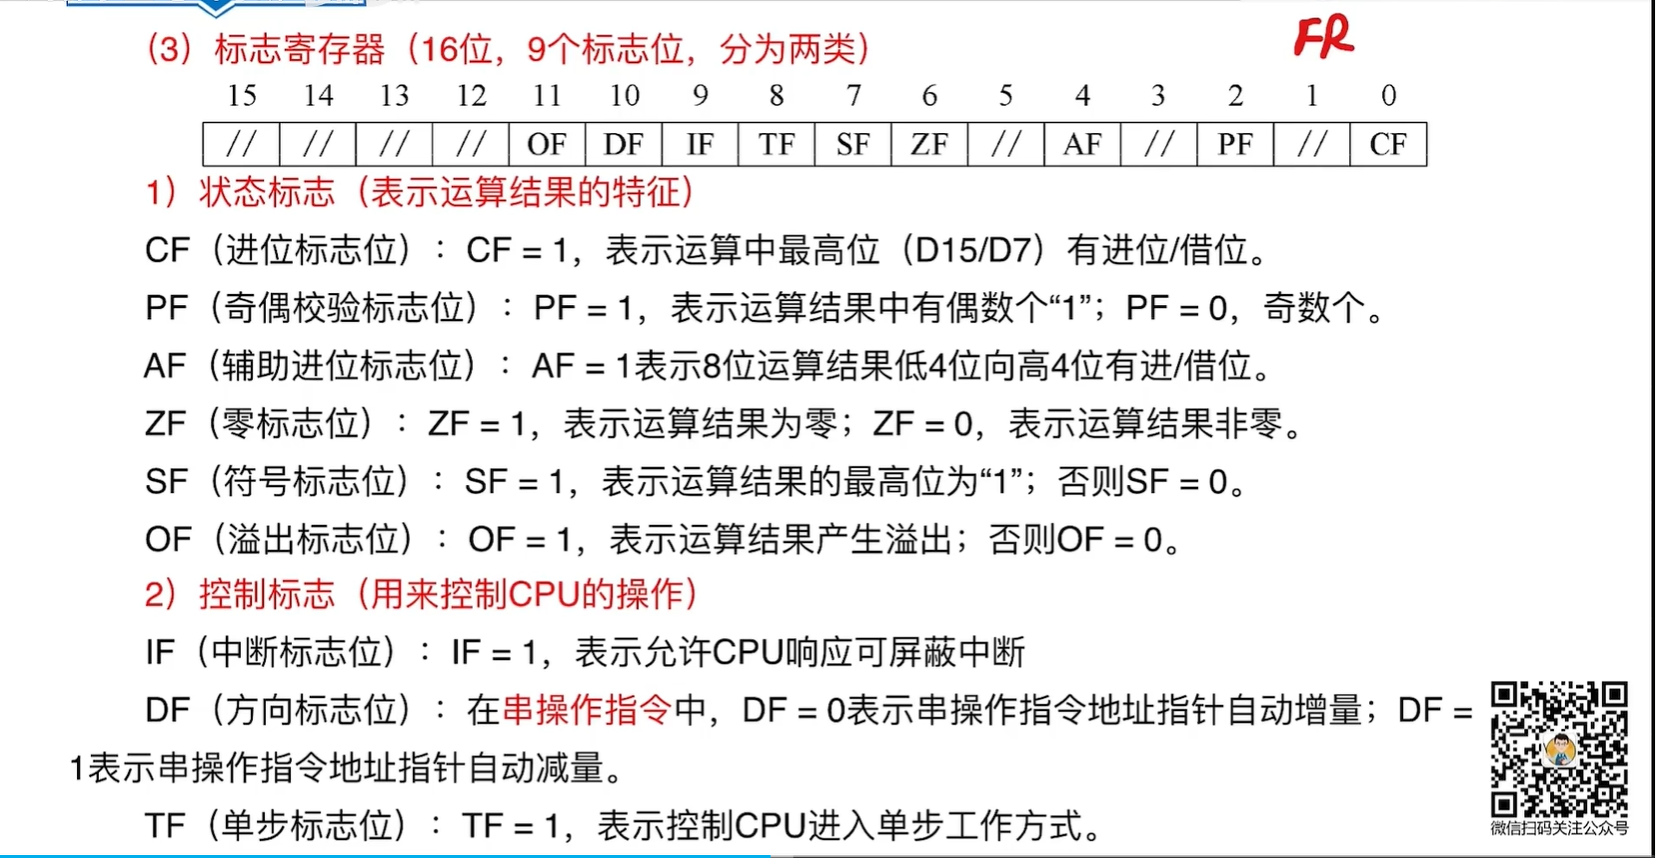 （3）标志寄存器（16位，9个标志位，分为两类）
FR
15 14 13 12 11 10 9 8 7 6 5 4 3 2 1 0
// // // // OF DF IF TF SF ZF // AF // PF // CF
1）状态标志（表示运算结果的特征）
CF（进位标志位）：CF = 1，表示运算中最高位（D15/D7）有进位/借位。
PF（奇偶校验标志位）：PF = 1，表示运算结果中有偶数个“1”；PF = 0，奇数个。
AF（辅助进位标志位）：AF = 1表示8位运算结果低4位向高4位有进/借位。
ZF（零标志位）：ZF = 1，表示运算结果为零；ZF = 0，表示运算结果非零。
SF（符号标志位）：SF = 1，表示运算结果的最高位为“1”；否则SF = 0。
OF（溢出标志位）：OF = 1，表示运算结果产生溢出；否则OF = 0。
2）控制标志（用来控制CPU的操作）
IF（中断标志位）：IF = 1，表示允许CPU响应可屏蔽中断
DF（方向标志位）：在串操作指令中，DF = 0表示串操作指令地址指针自动增量；DF =
1表示串操作指令地址指针自动减量。
TF（单步标志位）：TF = 1，表示控制CPU进入单步工作方式。
微信扫码关注公众号